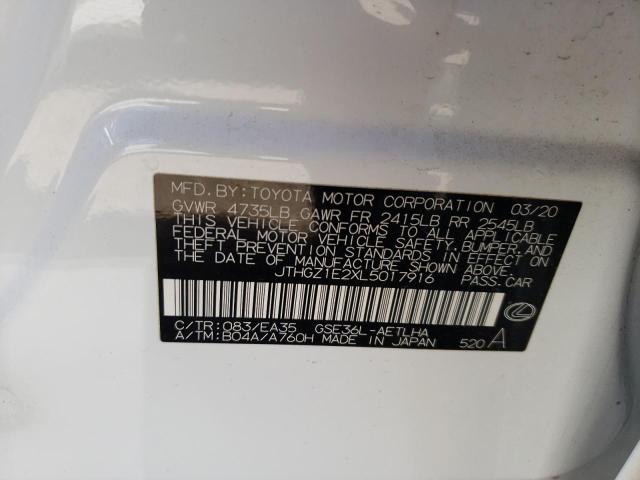 MFD. BY: TOYOTA MOTOR CORPORATION 03/20
GVWR 4735LB GAWR FR 2415LB RR 2645LB
THIS VEHICLE CONFORMS TO ALL APPLICABLE
FEDERAL MOTOR VEHICLE SAFETY, BUMPER, AND
THEFT PREVENTION STANDARDS IN EFFECT ON
THE DATE OF MANUFACTURE SHOWN ABOVE.
JTHGZ1E2XL5017916 PASS.CAR
C/TR: 083/EA35 GSE36L-AETLHA
A/TM: B04A/A760H MADE IN JAPAN 520 A